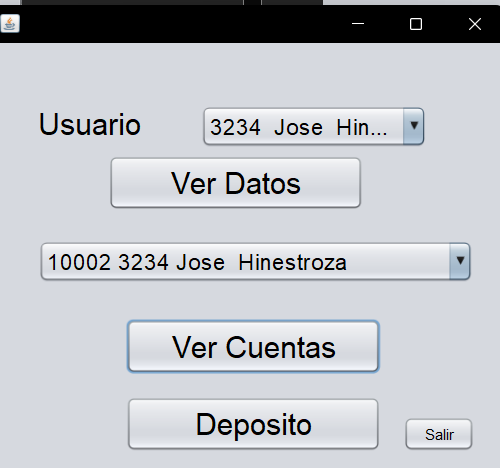 Usuario
3234  Jose  Hin...
Ver Datos
10002 3234 Jose  Hinestroza
Ver Cuentas
Deposito
Salir